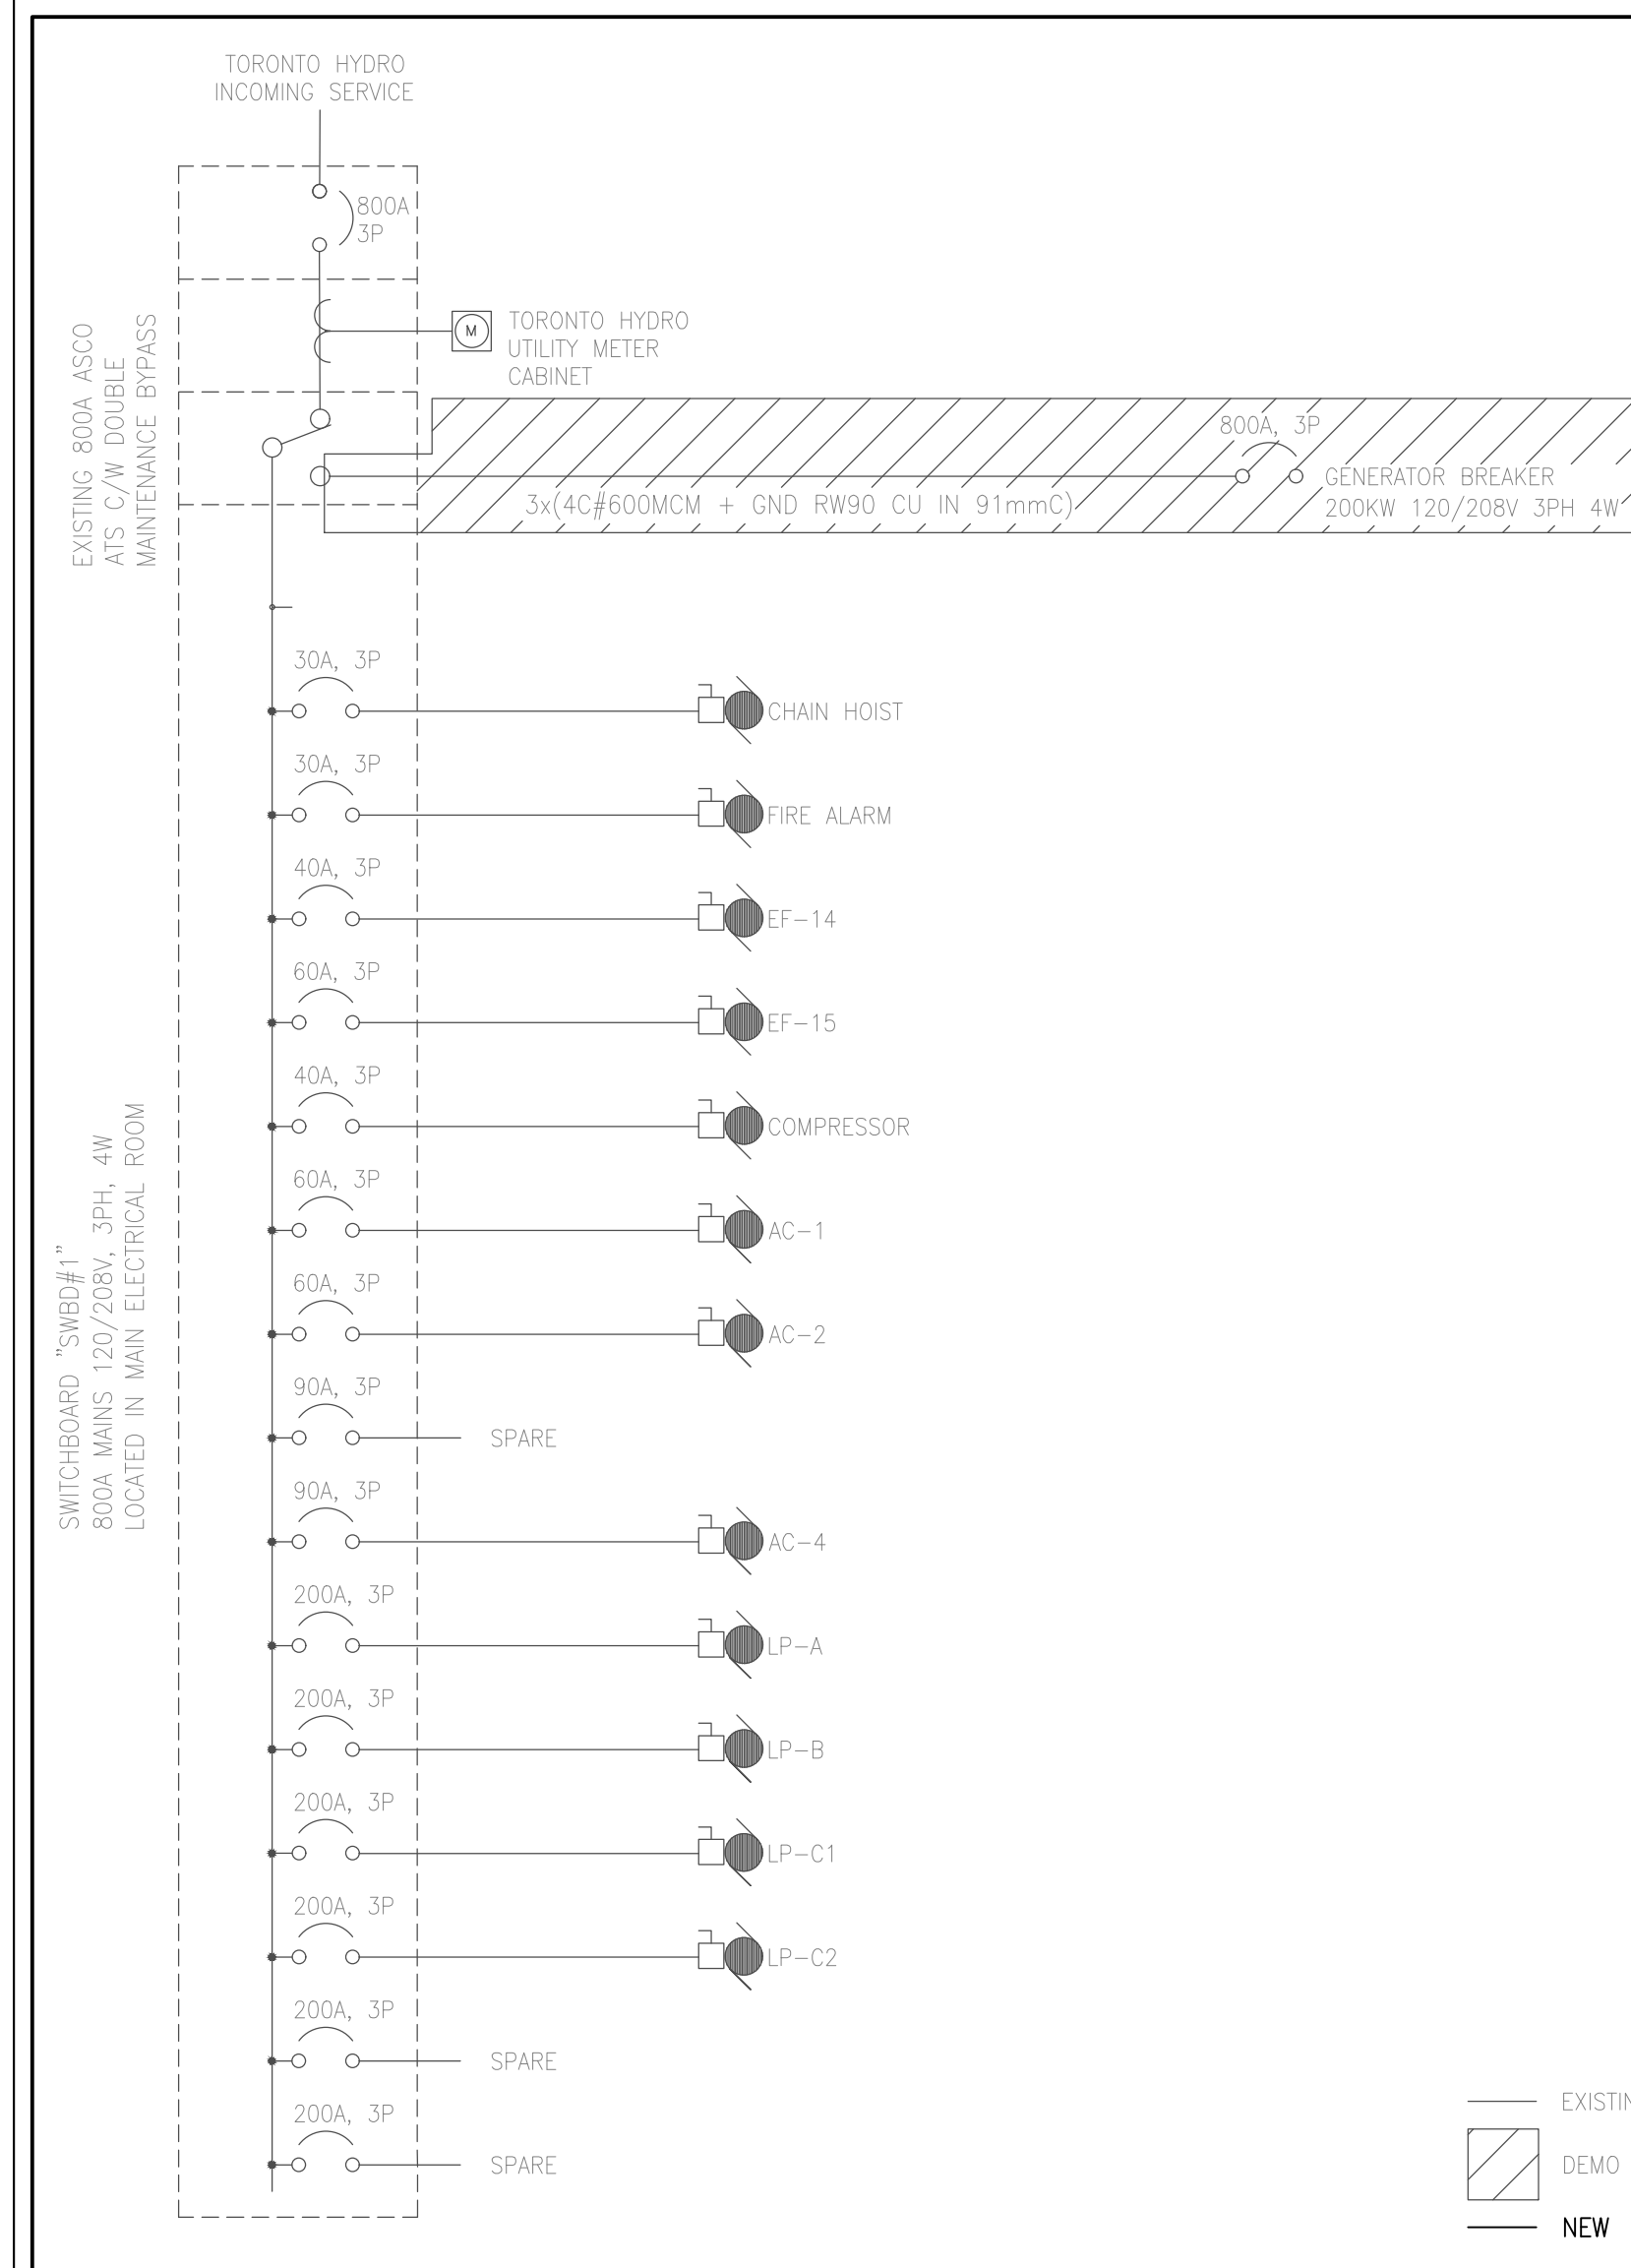 TORONTO HYDRO
INCOMING SERVICE
800A
3P
EXISTING 800A ASCO
ATS C/W DOUBLE
MAINTENANCE BYPASS
M
TORONTO HYDRO
UTILITY METER
CABINET
800A, 3P
GENERATOR BREAKER
200KW 120/208V 3PH 4W
3x(4C#600MCM + GND RW90 CU IN 91mmC)
SWITCHBOARD "SWBD#1"
800A MAINS 120/208V, 3PH, 4W
LOCATED IN MAIN ELECTRICAL ROOM
30A, 3P
CHAIN HOIST
30A, 3P
FIRE ALARM
40A, 3P
EF-14
60A, 3P
EF-15
40A, 3P
COMPRESSOR
60A, 3P
AC-1
60A, 3P
AC-2
90A, 3P
SPARE
90A, 3P
AC-4
200A, 3P
LP-A
200A, 3P
LP-B
200A, 3P
LP-C1
200A, 3P
LP-C2
200A, 3P
SPARE
200A, 3P
SPARE
DEMO
NEW